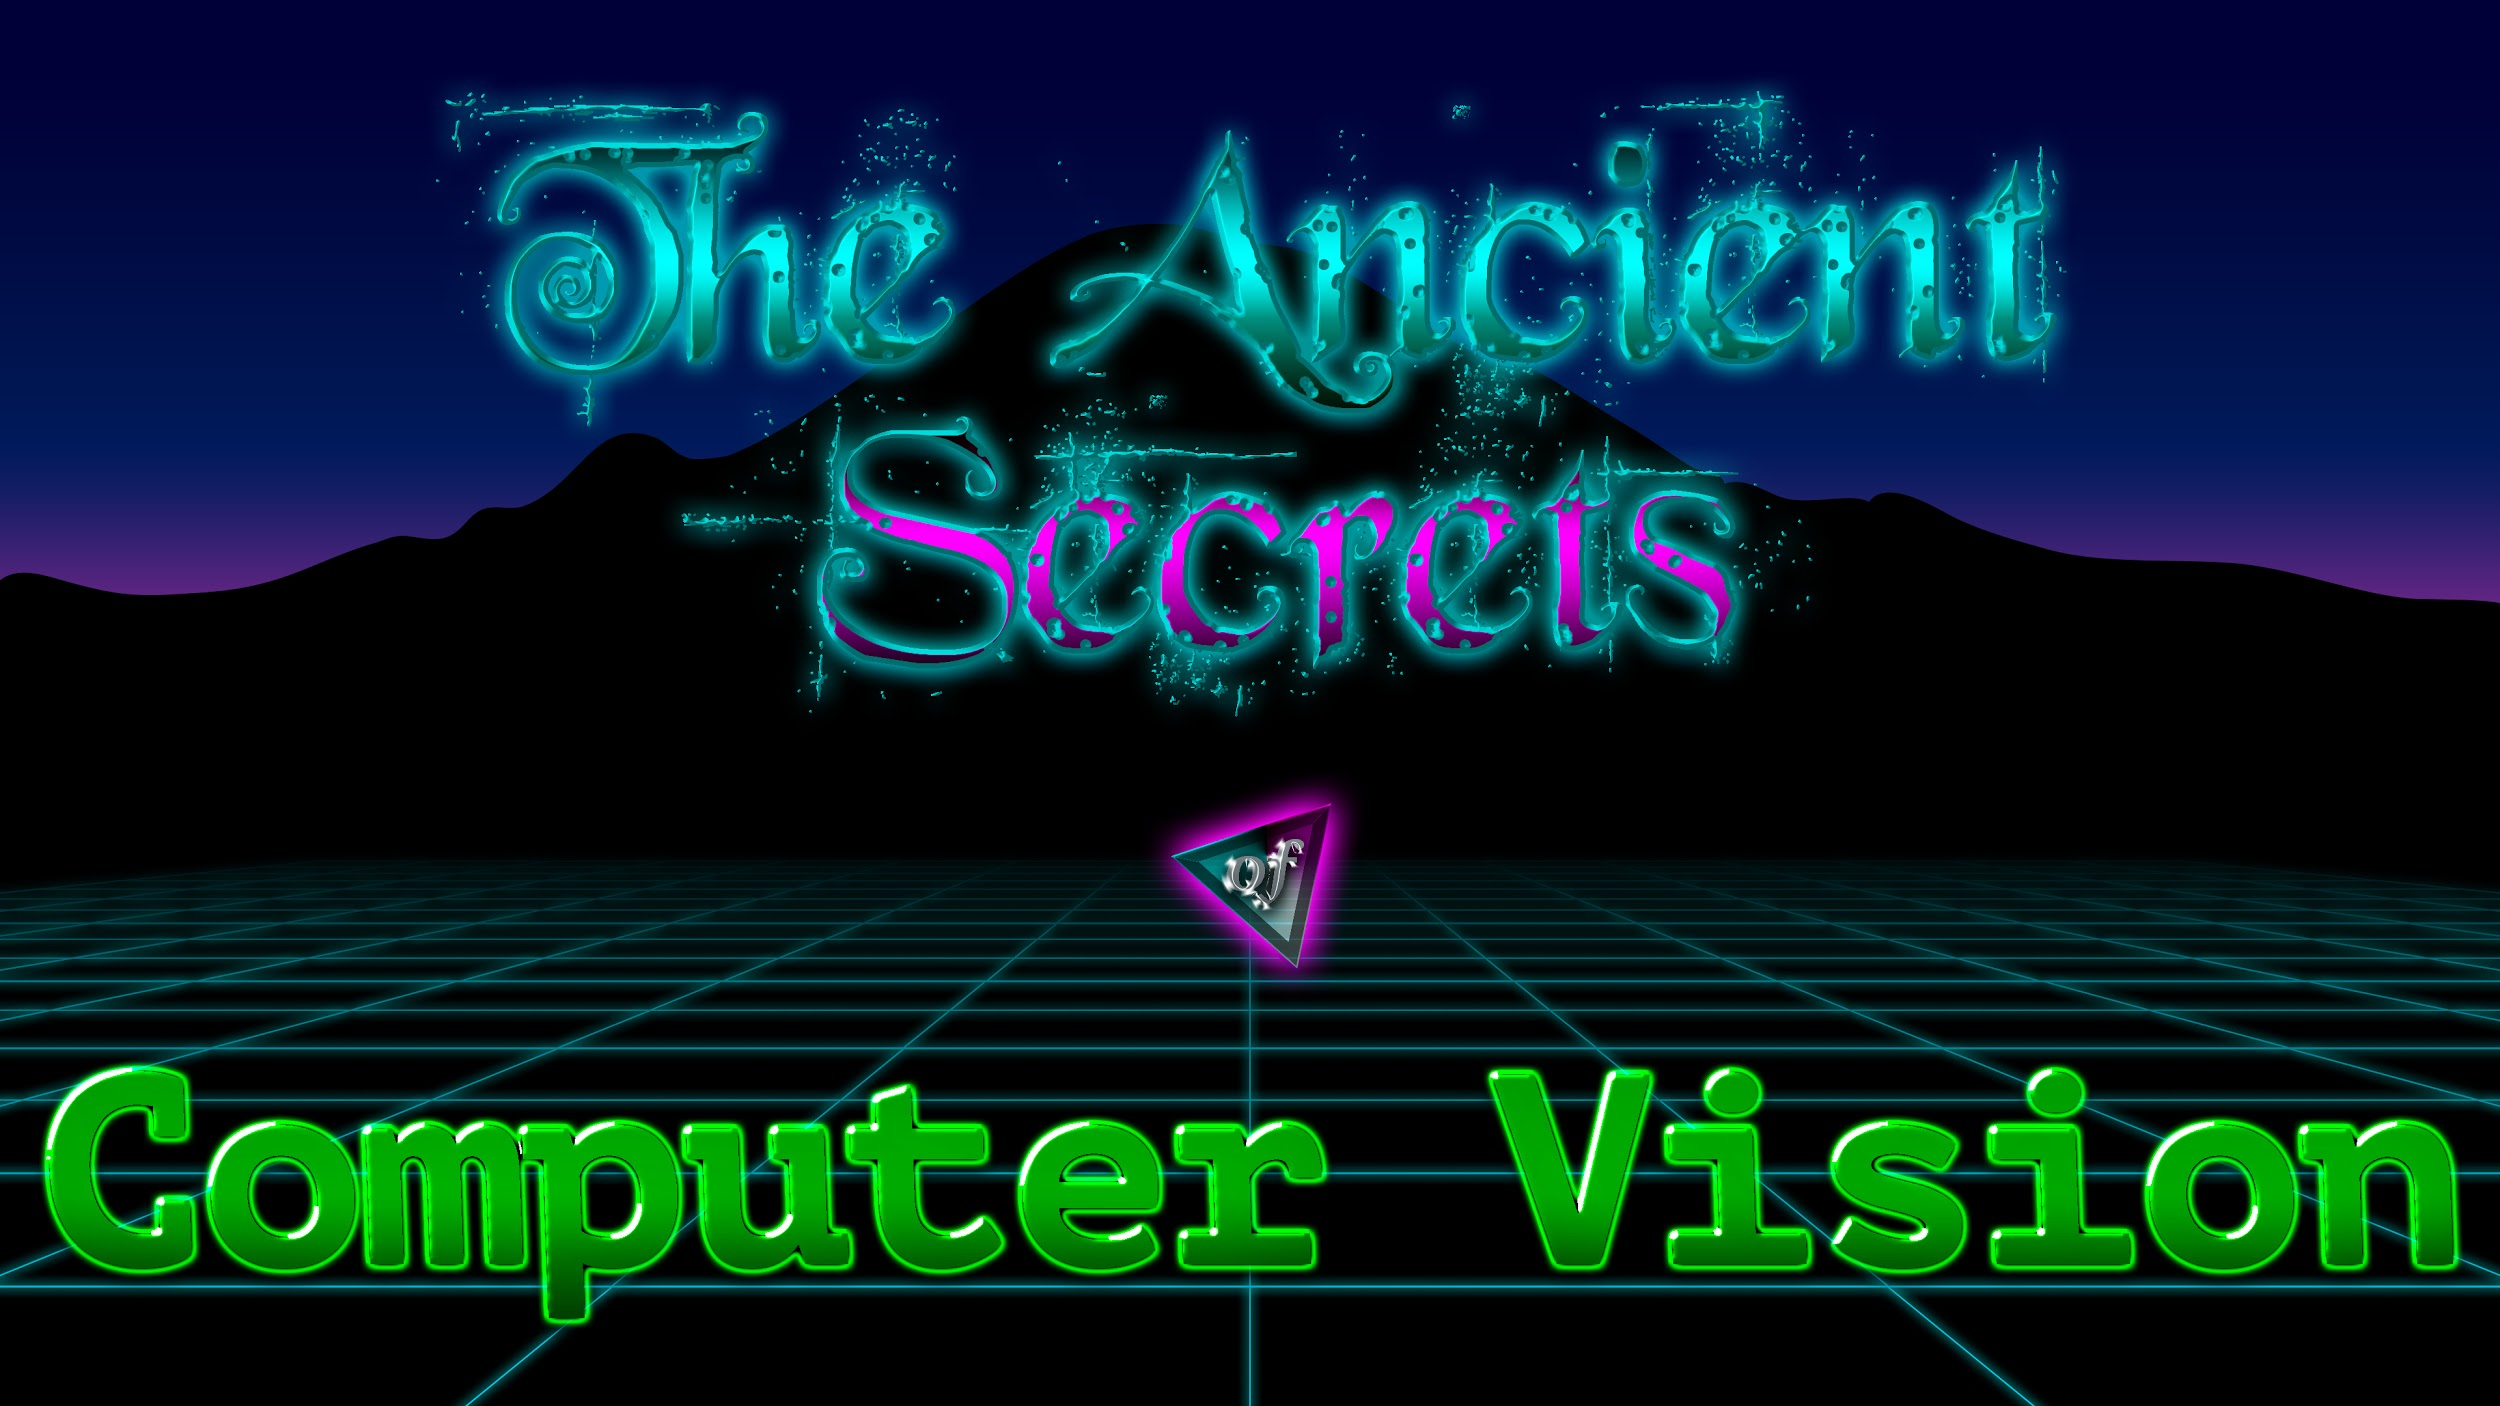 The Ancient
Secrets
of
Computer Vision